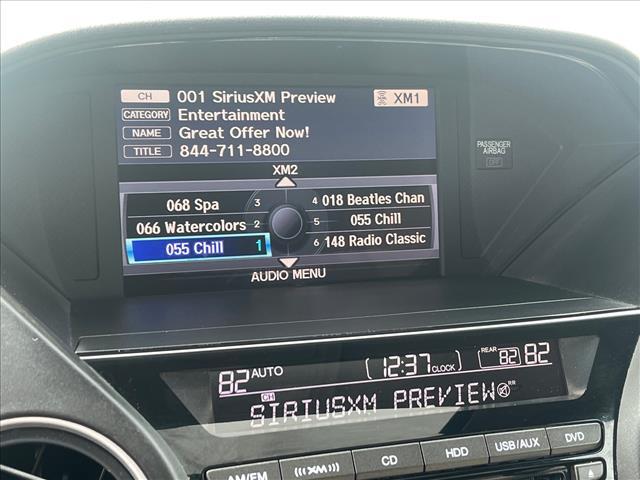 CH 001 SiriusXM Preview XM1
CATEGORY Entertainment
NAME Great Offer Now!
TITLE 844-711-8800
XM2
068 Spa 3 4 018 Beatles Chan
066 Watercolors 2 5 055 Chill
055 Chill 1 6 148 Radio Classic
AUDIO MENU
PASSENGER
AIRBAG
OFF
82 AUTO 12:37 CLOCK REAR 82 82
CH
SIRIUSXM PREVIEW RR
AM/FM XM CD HDD USB/AUX DVD